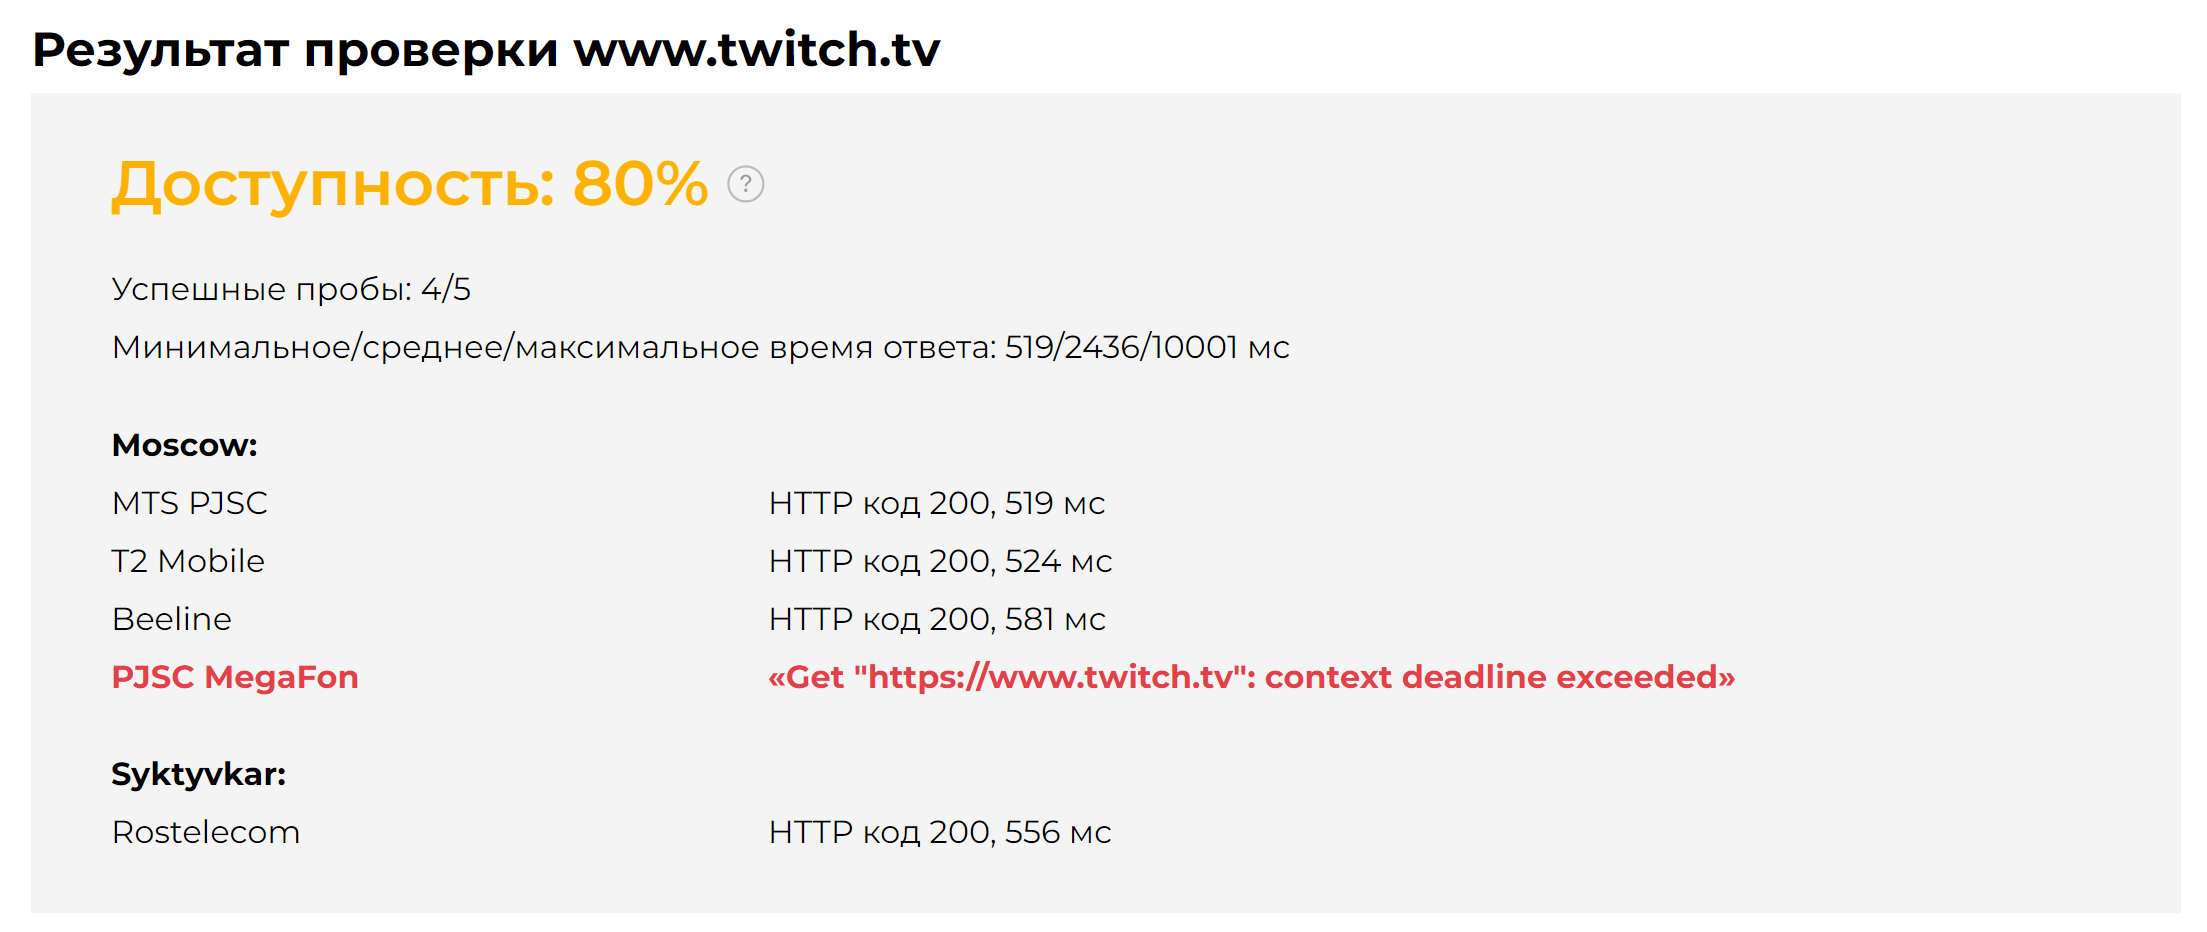 Результат проверки www.twitch.tv
Доступность: 80% ?
Успешные пробы: 4/5
Минимальное/среднее/максимальное время ответа: 519/2436/10001 мс
Moscow:
MTS PJSC HTTP код 200, 519 мс
T2 Mobile HTTP код 200, 524 мс
Beeline HTTP код 200, 581 мс
PJSC MegaFon «Get "https://www.twitch.tv": context deadline exceeded»
Syktyvkar:
Rostelecom HTTP код 200, 556 мс